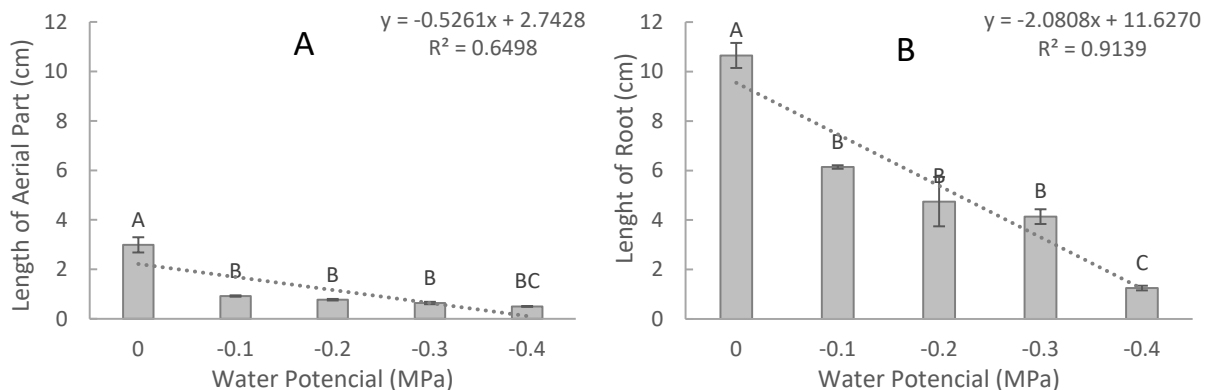 y = -0.5261x + 2.7428
R² = 0.6498
A
12
10
8
6
4
2
0
Length of Aerial Part (cm)
A
B
B
B
BC
0
-0.1
-0.2
-0.3
-0.4
Water Potencial (MPa)
y = -2.0808x + 11.6270
R² = 0.9139
B
12
10
8
6
4
2
0
Lenght of Root (cm)
A
B
B
B
C
0
-0.1
-0.2
-0.3
-0.4
Water Potencial (MPa)